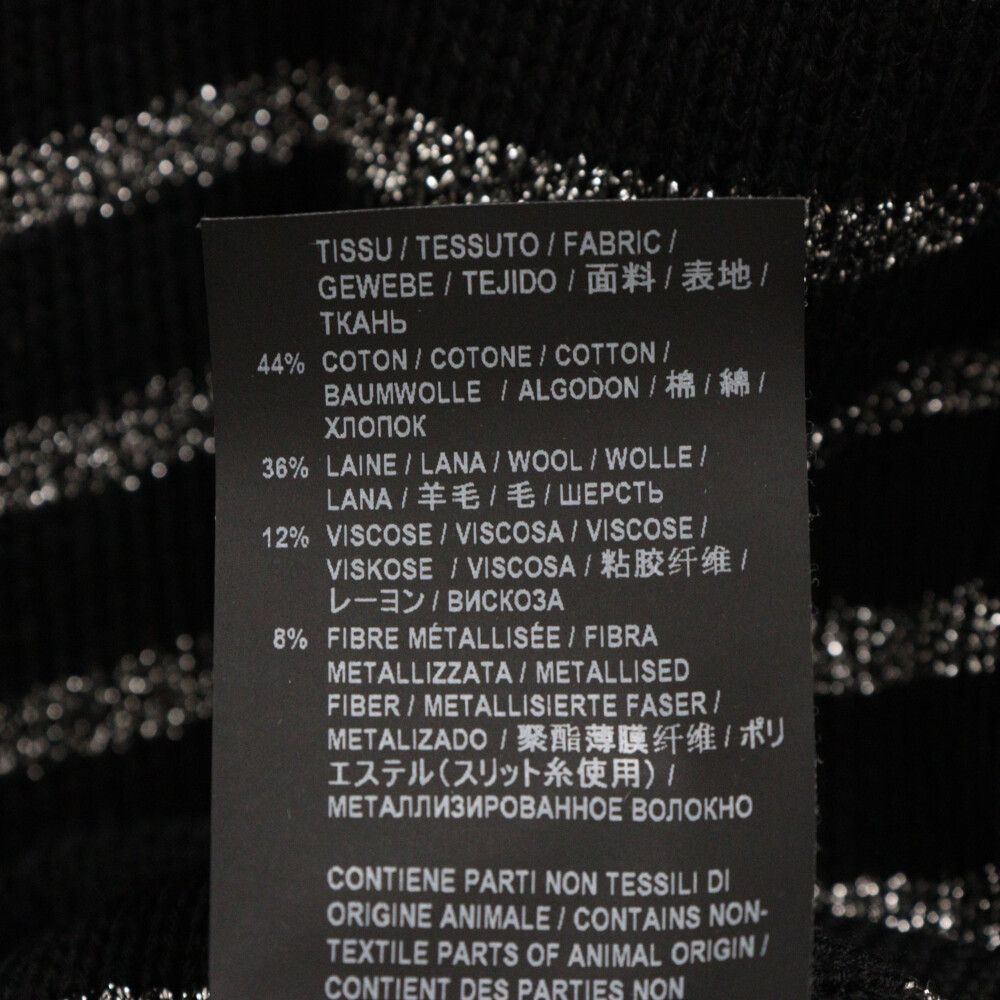 TISSU / TESSUTO / FABRIC /
GEWEBE / TEJIDO / 面料 / 表地 /
ТКАНЬ
44% COTON / COTONE / COTTON /
BAUMWOLLE / ALGODON / 棉 / 綿 /
ХЛОПОК
36% LAINE / LANA / WOOL / WOLLE /
LANA / 羊毛 / 毛 / ШЕРСТЬ
12% VISCOSE / VISCOSA / VISCOSE /
VISKOSE / VISCOSA / 粘胶纤维 /
レーヨン / ВИСКОЗА
8% FIBRE MÉTALLISÉE / FIBRA
METALLIZZATA / METALLISED
FIBER / METALLISIERTE FASER /
METALIZADO / 聚酯薄膜纤维 / ポリ
エステル(スリット糸使用) /
МЕТАЛЛИЗИРОВАННОЕ ВОЛОКНО
CONTIENE PARTI NON TESSILI DI
ORIGINE ANIMALE / CONTAINS NON-
TEXTILE PARTS OF ANIMAL ORIGIN /
CONTIENT DES PARTIES NON